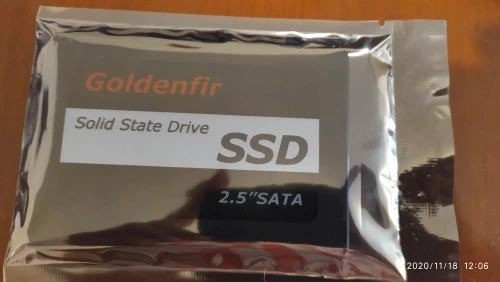 Goldenfir
Solid State Drive
SSD
2.5"SATA
2020/11/18 12:06